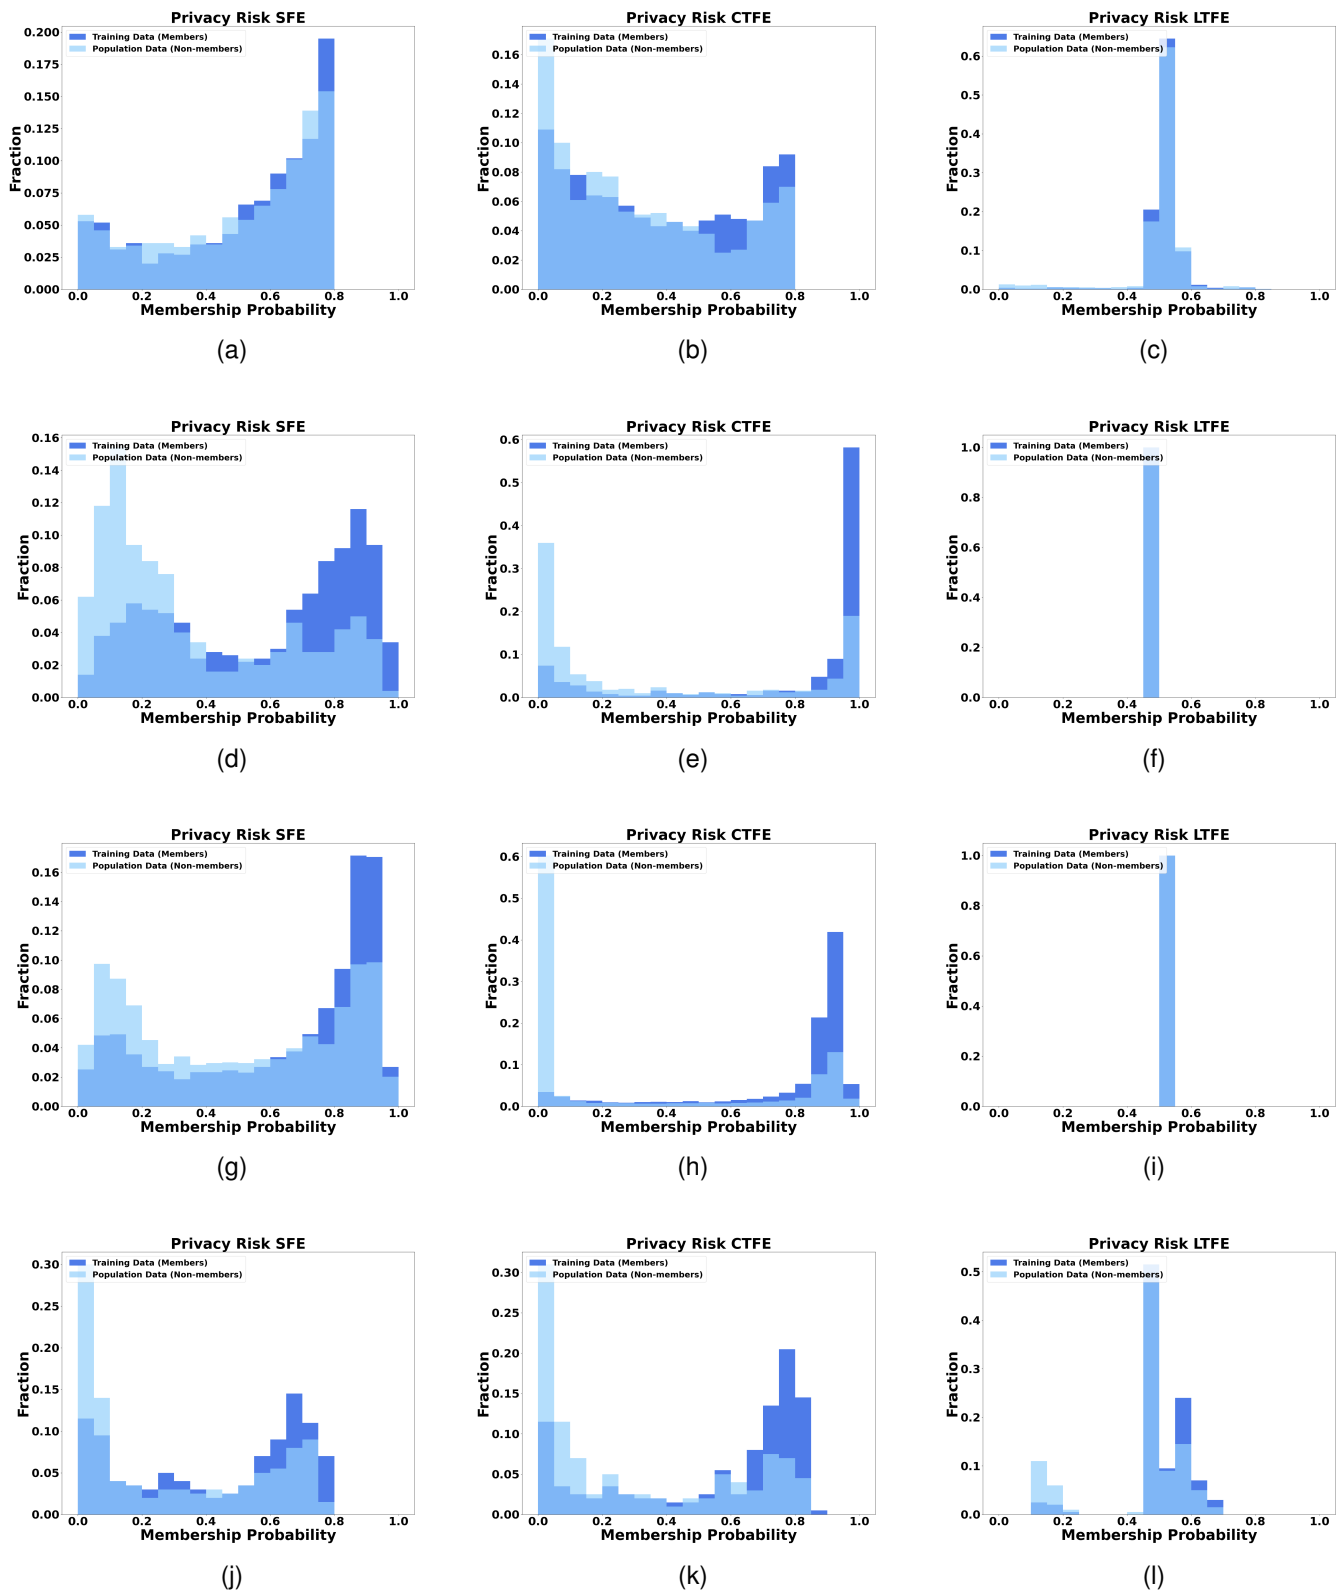 Privacy Risk SFE
Training Data (Members)
Population Data (Non-members)
Fraction
0.200
0.175
0.150
0.125
0.100
0.075
0.050
0.025
0.000
0.0 0.2 0.4 0.6 0.8 1.0
Membership Probability
(a)
Privacy Risk CTFE
Training Data (Members)
Population Data (Non-members)
Fraction
0.16
0.14
0.12
0.10
0.08
0.06
0.04
0.02
0.00
0.0 0.2 0.4 0.6 0.8 1.0
Membership Probability
(b)
Privacy Risk LTFE
Training Data (Members)
Population Data (Non-members)
Fraction
0.6
0.5
0.4
0.3
0.2
0.1
0.0
0.0 0.2 0.4 0.6 0.8 1.0
Membership Probability
(c)
Privacy Risk SFE
Training Data (Members)
Population Data (Non-members)
Fraction
0.16
0.14
0.12
0.10
0.08
0.06
0.04
0.02
0.00
0.0 0.2 0.4 0.6 0.8 1.0
Membership Probability
(d)
Privacy Risk CTFE
Training Data (Members)
Population Data (Non-members)
Fraction
0.6
0.5
0.4
0.3
0.2
0.1
0.0
0.0 0.2 0.4 0.6 0.8 1.0
Membership Probability
(e)
Privacy Risk LTFE
Training Data (Members)
Population Data (Non-members)
Fraction
1.0
0.8
0.6
0.4
0.2
0.0
0.0 0.2 0.4 0.6 0.8 1.0
Membership Probability
(f)
Privacy Risk SFE
Training Data (Members)
Population Data (Non-members)
Fraction
0.16
0.14
0.12
0.10
0.08
0.06
0.04
0.02
0.00
0.0 0.2 0.4 0.6 0.8 1.0
Membership Probability
(g)
Privacy Risk CTFE
Training Data (Members)
Population Data (Non-members)
Fraction
0.6
0.5
0.4
0.3
0.2
0.1
0.0
0.0 0.2 0.4 0.6 0.8 1.0
Membership Probability
(h)
Privacy Risk LTFE
Training Data (Members)
Population Data (Non-members)
Fraction
1.0
0.8
0.6
0.4
0.2
0.0
0.0 0.2 0.4 0.6 0.8 1.0
Membership Probability
(i)
Privacy Risk SFE
Training Data (Members)
Population Data (Non-members)
Fraction
0.30
0.25
0.20
0.15
0.10
0.05
0.00
0.0 0.2 0.4 0.6 0.8 1.0
Membership Probability
(j)
Privacy Risk CTFE
Training Data (Members)
Population Data (Non-members)
Fraction
0.30
0.25
0.20
0.15
0.10
0.05
0.00
0.0 0.2 0.4 0.6 0.8 1.0
Membership Probability
(k)
Privacy Risk LTFE
Training Data (Members)
Population Data (Non-members)
Fraction
0.5
0.4
0.3
0.2
0.1
0.0
0.0 0.2 0.4 0.6 0.8 1.0
Membership Probability
(l)